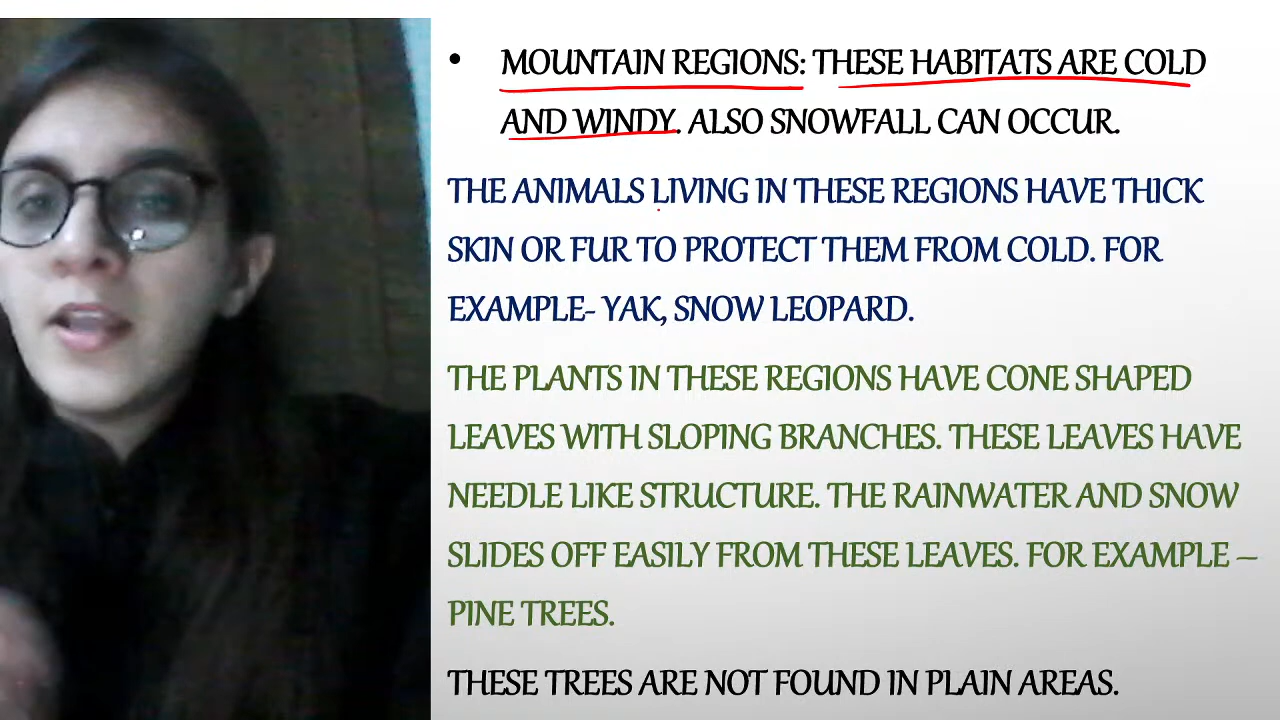 • MOUNTAIN REGIONS: THESE HABITATS ARE COLD
AND WINDY. ALSO SNOWFALL CAN OCCUR.
THE ANIMALS LIVING IN THESE REGIONS HAVE THICK
SKIN OR FUR TO PROTECT THEM FROM COLD. FOR
EXAMPLE- YAK, SNOW LEOPARD.
THE PLANTS IN THESE REGIONS HAVE CONE SHAPED
LEAVES WITH SLOPING BRANCHES. THESE LEAVES HAVE
NEEDLE LIKE STRUCTURE. THE RAINWATER AND SNOW
SLIDES OFF EASILY FROM THESE LEAVES. FOR EXAMPLE –
PINE TREES.
THESE TREES ARE NOT FOUND IN PLAIN AREAS.